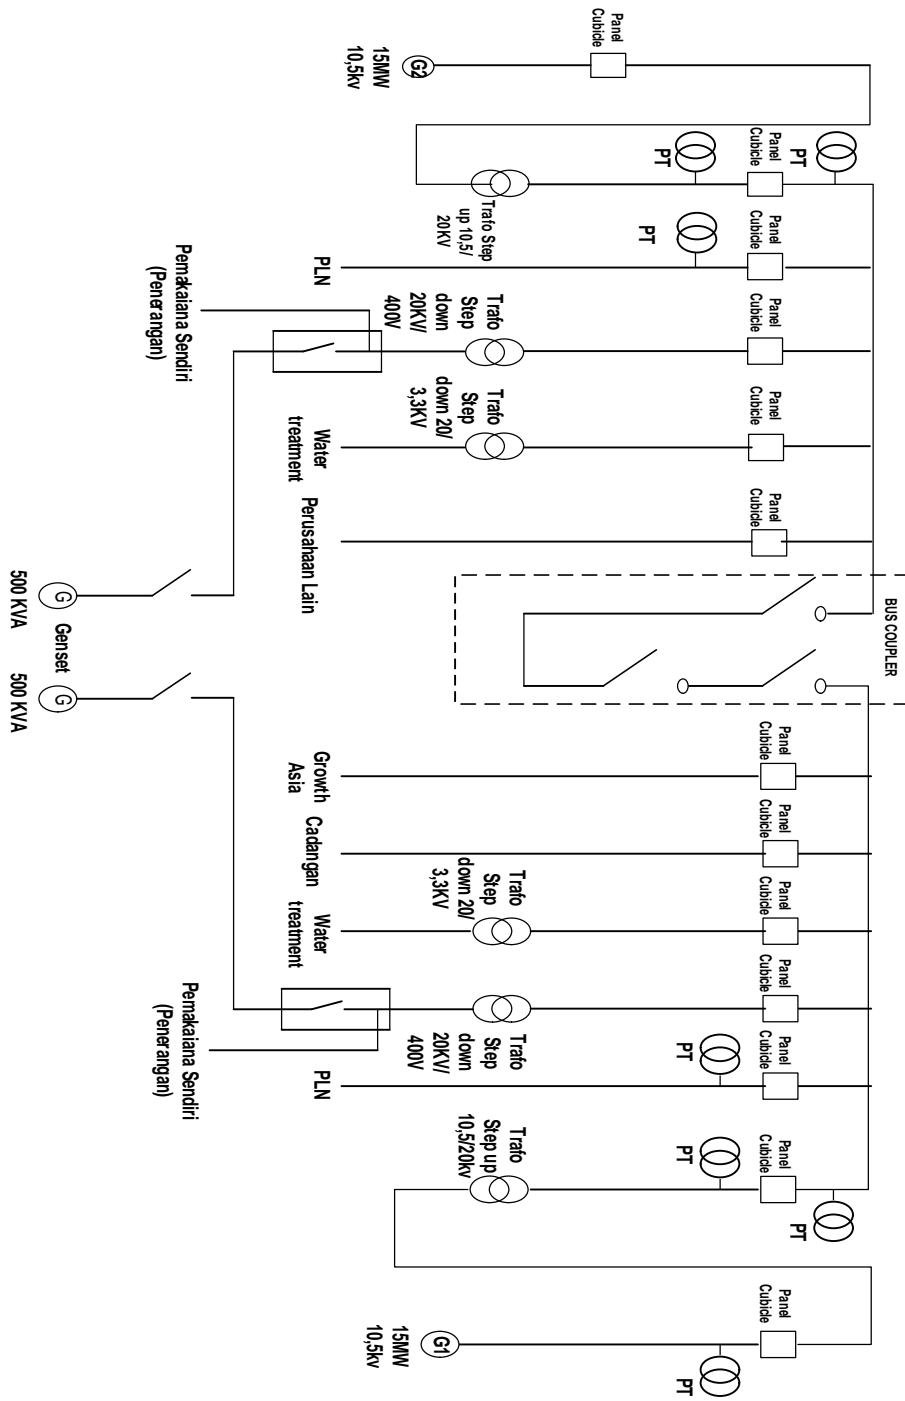 Panel
Cubicle
G2
15MW
10,5kv
PT
Panel
Cubicle
PT
Trafo Step
up 10,5/
20KV
Panel
Cubicle
PT
PLN
Panel
Cubicle
Trafo
Step
down
20KV/
400V
Pemakaiana Sendiri
(Penerangan)
Panel
Cubicle
Trafo
Step
down 20/
3,3KV
Water
treatment
Panel
Cubicle
Perusahaan Lain
BUS COUPLER
G
500 KVA
Genset
G
500 KVA
Panel
Cubicle
Growth
Asia
Panel
Cubicle
Cadangan
Panel
Cubicle
Trafo
Step
down 20/
3,3KV
Water
treatment
Panel
Cubicle
Trafo
Step
down
20KV/
400V
Pemakaiana Sendiri
(Penerangan)
Panel
Cubicle
PT
PLN
Panel
Cubicle
PT
PT
Trafo
Step up
10,5/20kv
Panel
Cubicle
PT
G1
15MW
10,5kv